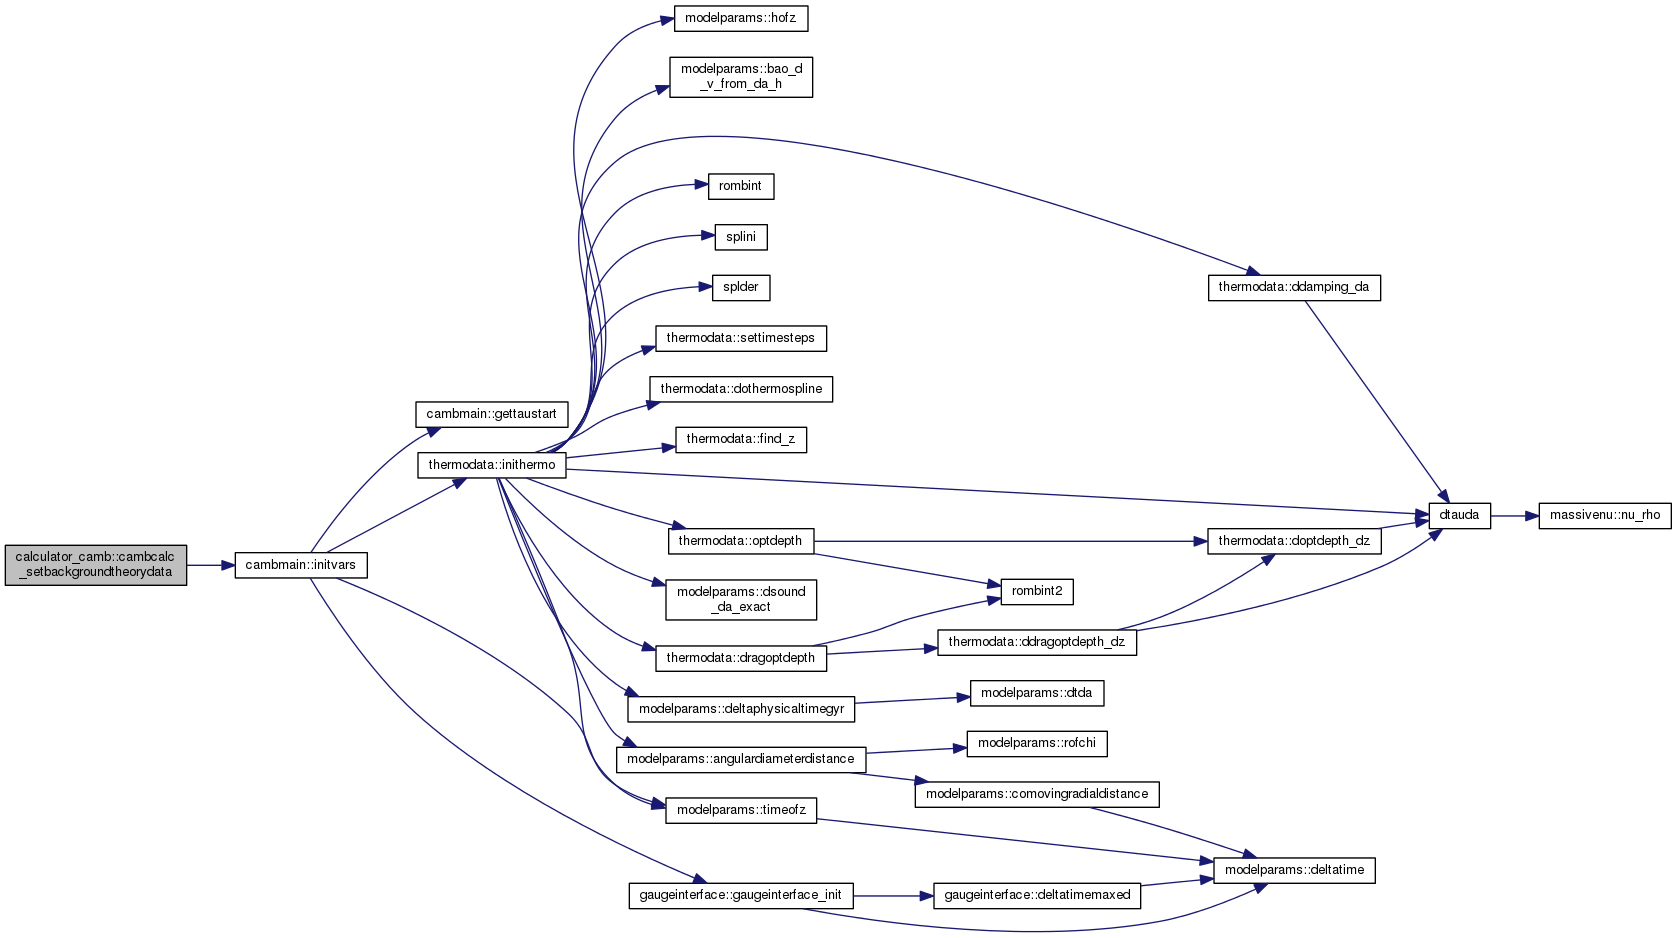 modelparams::hofz
modelparams::bao_d
_v_from_da_h
rombint
splini
thermodata::ddamping_da
splder
thermodata::settimesteps
thermodata::dothermospline
cambmain::gettaustart
thermodata::find_z
thermodata::inithermo
dtauda
massivenu::nu_rho
thermodata::optdepth
thermodata::doptdepth_dz
calculator_camb::cambcalc
_setbackgroundtheorydata
cambmain::initvars
modelparams::dsound
_da_exact
rombint2
thermodata::dragoptdepth
thermodata::ddragoptdepth_dz
modelparams::deltaphysicaltimegyr
modelparams::dtda
modelparams::angulardiameterdistance
modelparams::rofchi
modelparams::comovingradialdistance
modelparams::timeofz
modelparams::deltatime
gaugeinterface::gaugeinterface_init
gaugeinterface::deltatimemaxed